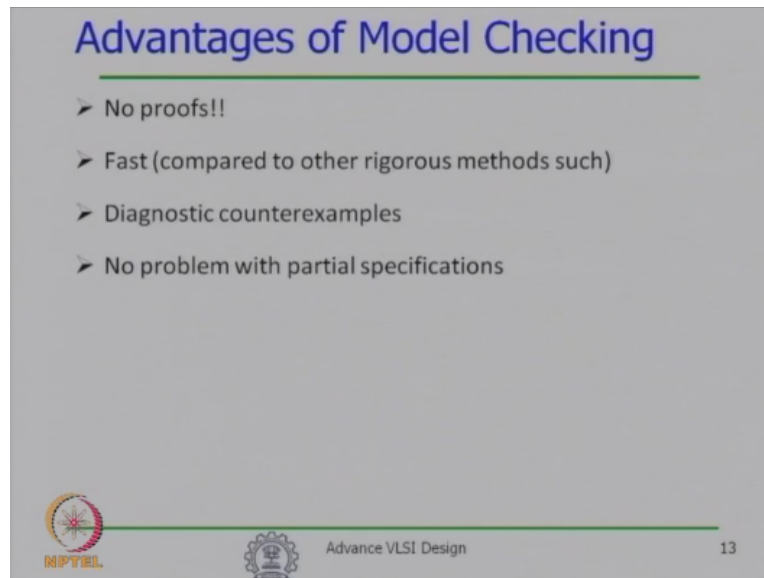 Advantages of Model Checking
➢ No proofs!!
➢ Fast (compared to other rigorous methods such)
➢ Diagnostic counterexamples
➢ No problem with partial specifications
NPTEL
Advance VLSI Design
13